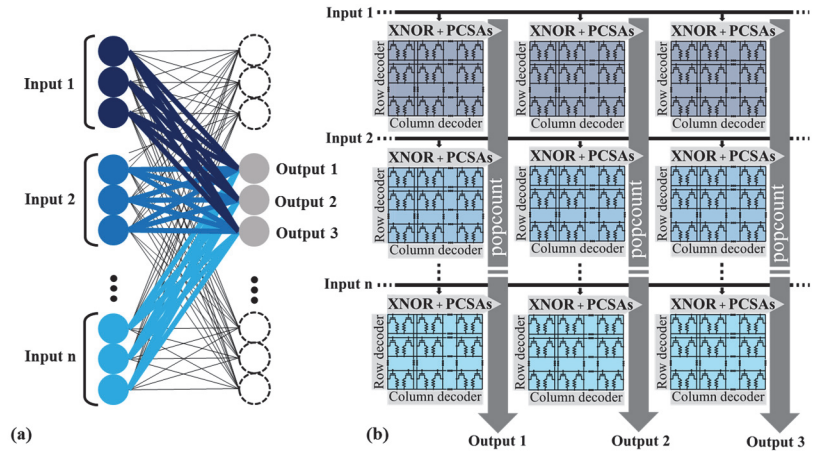 Input 1
Input 2
Input n
Output 1
Output 2
Output 3
(a)
Input 1
XNOR + PCSAs
XNOR + PCSAs
XNOR + PCSAs
Row decoder
Row decoder
Row decoder
Column decoder
Column decoder
Column decoder
Input 2
XNOR + PCSAs
XNOR + PCSAs
XNOR + PCSAs
Row decoder
Row decoder
Row decoder
Column decoder
Column decoder
Column decoder
popcount
popcount
popcount
Input n
XNOR + PCSAs
XNOR + PCSAs
XNOR + PCSAs
Row decoder
Row decoder
Row decoder
Column decoder
Column decoder
Column decoder
(b)
Output 1
Output 2
Output 3